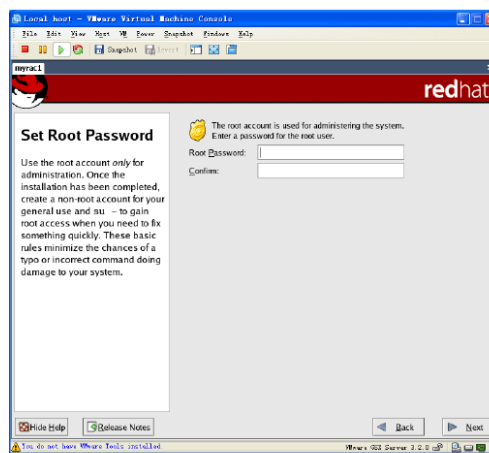 Local host - VMware Virtual Machine Console
File Edit View Host VM Power Snapshot Windows Help
Snapshot Revert
myrac1
redhat
Set Root Password
Use the root account only for
administration. Once the
installation has been completed,
create a non-root account for your
general use and su - to gain
root access when you need to fix
something quickly. These basic
rules minimize the chances of a
typo or incorrect command doing
damage to your system.
The root account is used for administering the system.
Enter a password for the root user.
Root Password:
Confirm:
Hide Help
Release Notes
Back
Next
You do not have VMware Tools installed
VMware GSX Server 3.2.0